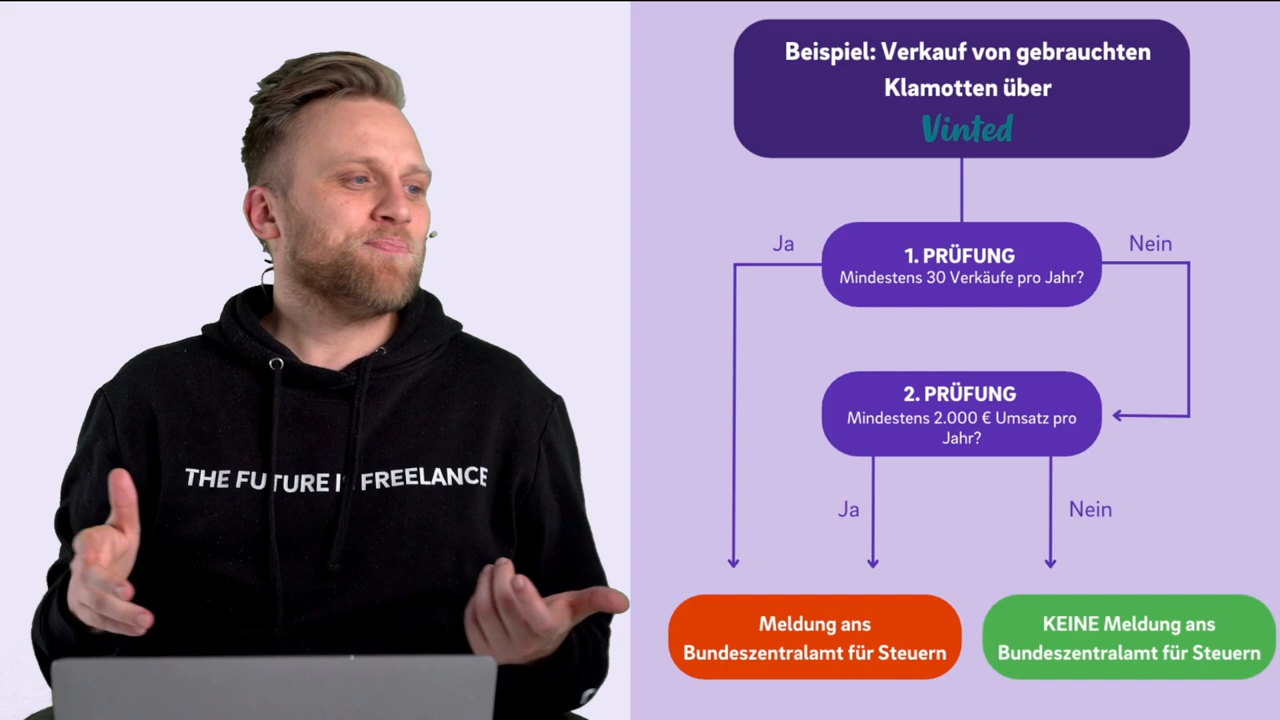 THE FUTURE IS FREELANCE
Beispiel: Verkauf von gebrauchten
Klamotten über
Vinted
Ja
Nein
1. PRÜFUNG
Mindestens 30 Verkäufe pro Jahr?
2. PRÜFUNG
Mindestens 2.000 € Umsatz pro
Jahr?
Ja
Nein
Meldung ans
Bundeszentralamt für Steuern
KEINE Meldung ans
Bundeszentralamt für Steuern